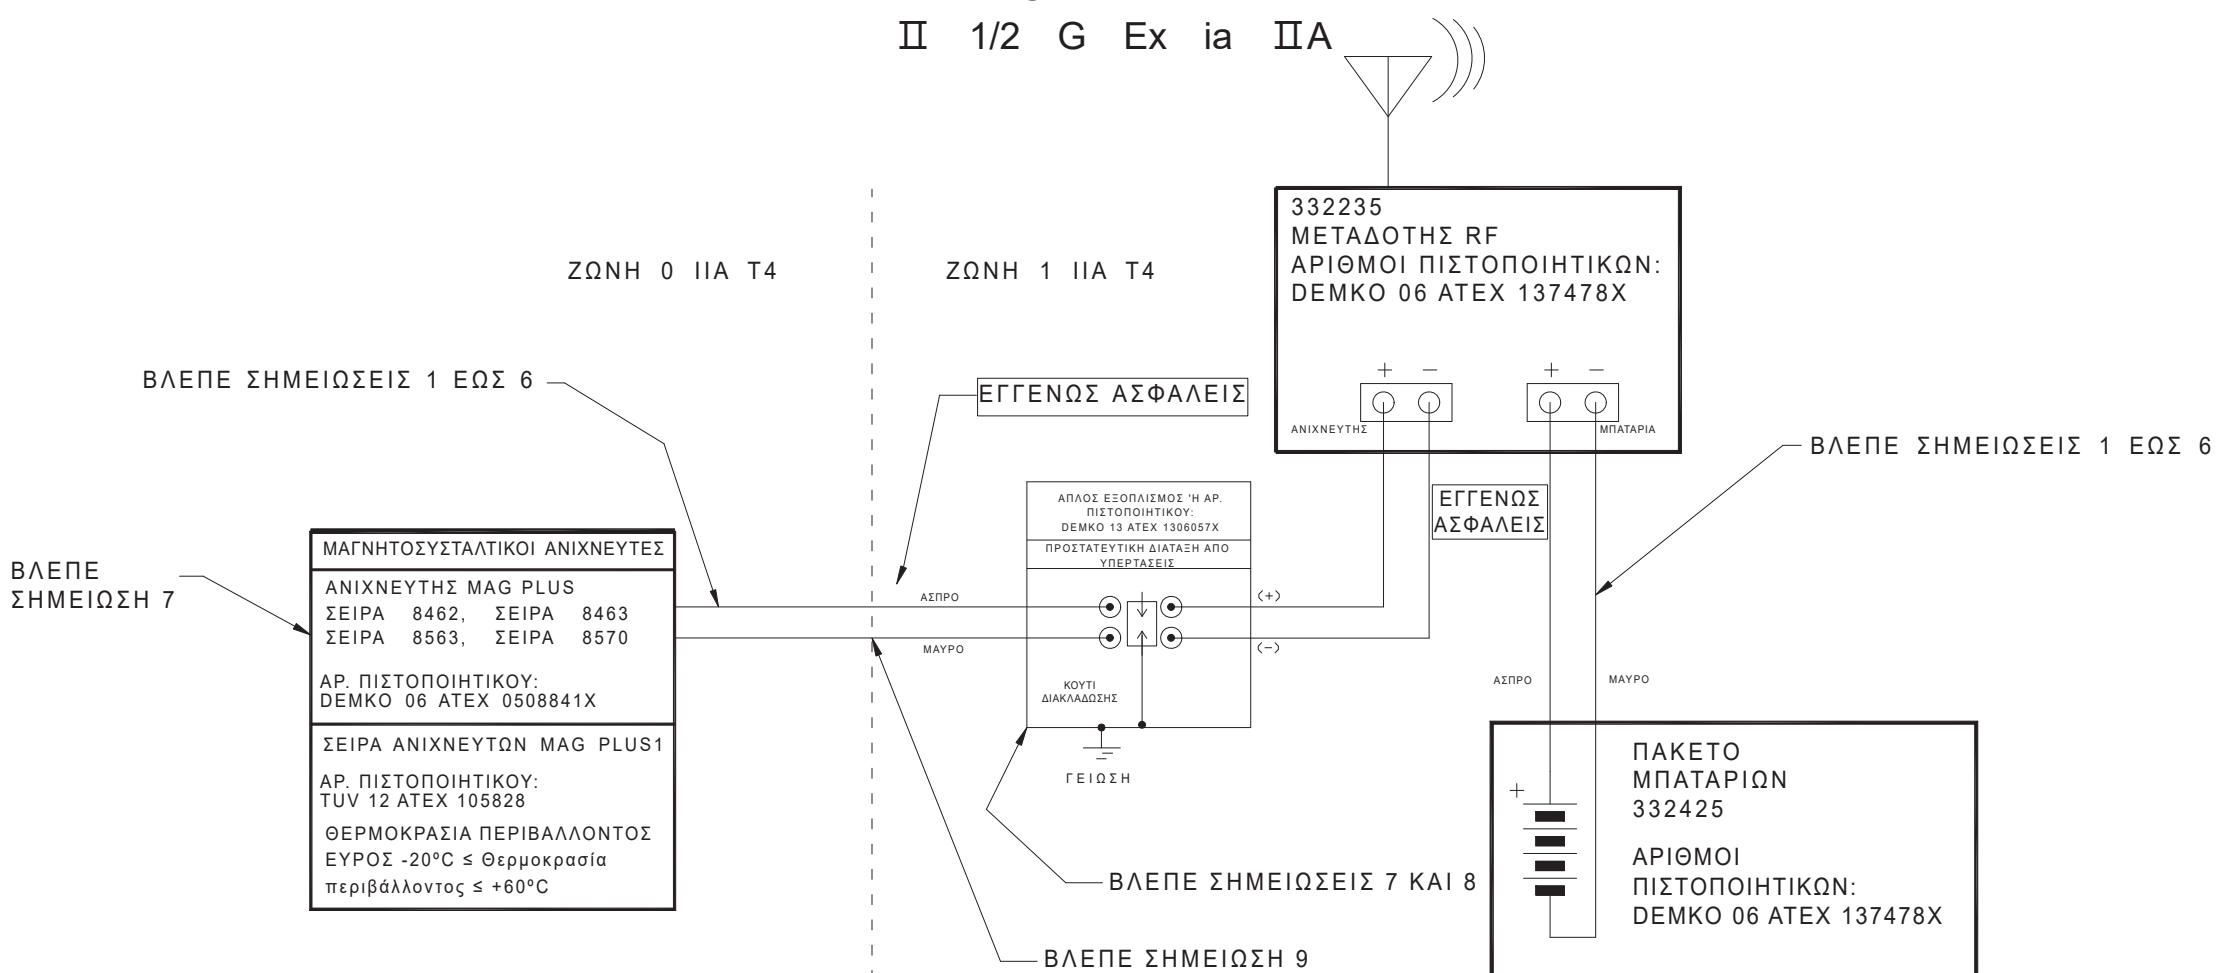 II 1/2 G Ex ia IIA
332235
ΜΕΤΑΔΟΤΗΣ RF
ΑΡΙΘΜΟΙ ΠΙΣΤΟΠΟΙΗΤΙΚΩΝ:
DEMKO 06 ATEX 137478X
ΖΩΝΗ 0 IIA T4
ΖΩΝΗ 1 IIA T4
+ −
+ −
ΑΝΙΧΝΕΥΤΗΣ
ΜΠΑΤΑΡΙΑ
ΒΛΕΠΕ ΣΗΜΕΙΩΣΕΙΣ 1 ΕΩΣ 6
ΕΓΓΕΝΩΣ ΑΣΦΑΛΕΙΣ
ΒΛΕΠΕ ΣΗΜΕΙΩΣΕΙΣ 1 ΕΩΣ 6
ΕΓΓΕΝΩΣ
ΑΣΦΑΛΕΙΣ
ΑΠΛΟΣ ΕΞΟΠΛΙΣΜΟΣ 'Η ΑΡ.
ΠΙΣΤΟΠΟΙΗΤΙΚΟΥ:
DEMKO 13 ATEX 1306057X
ΠΡΟΣΤΑΤΕΥΤΙΚΗ ΔΙΑΤΑΞΗ ΑΠΟ
ΥΠΕΡΤΑΣΕΙΣ
ΒΛΕΠΕ
ΣΗΜΕΙΩΣΗ 7
ΜΑΓΝΗΤΟΣΥΣΤΑΛΤΙΚΟΙ ΑΝΙΧΝΕΥΤΕΣ
ΑΝΙΧΝΕΥΤΗΣ MAG PLUS
ΣΕΙΡΑ 8462, ΣΕΙΡΑ 8463
ΣΕΙΡΑ 8563, ΣΕΙΡΑ 8570
ΑΡ. ΠΙΣΤΟΠΟΙΗΤΙΚΟΥ:
DEMKO 06 ATEX 0508841X
ΣΕΙΡΑ ΑΝΙΧΝΕΥΤΩΝ MAG PLUS1
ΑΡ. ΠΙΣΤΟΠΟΙΗΤΙΚΟΥ:
TUV 12 ATEX 105828
ΘΕΡΜΟΚΡΑΣΙΑ ΠΕΡΙΒΑΛΛΟΝΤΟΣ
ΕΥΡΟΣ -20ºC ≤ Θερμοκρασία
περιβάλλοντος ≤ +60ºC
ΑΣΠΡΟ
ΜΑΥΡΟ
(+)
(−)
ΚΟΥΤΙ
ΔΙΑΚΛΑΔΩΣΗΣ
ΓΕΙΩΣΗ
ΑΣΠΡΟ
ΜΑΥΡΟ
+
ΠΑΚΕΤΟ
ΜΠΑΤΑΡΙΩΝ
332425
ΑΡΙΘΜΟΙ
ΠΙΣΤΟΠΟΙΗΤΙΚΩΝ:
DEMKO 06 ATEX 137478X
ΒΛΕΠΕ ΣΗΜΕΙΩΣΕΙΣ 7 ΚΑΙ 8
ΒΛΕΠΕ ΣΗΜΕΙΩΣΗ 9